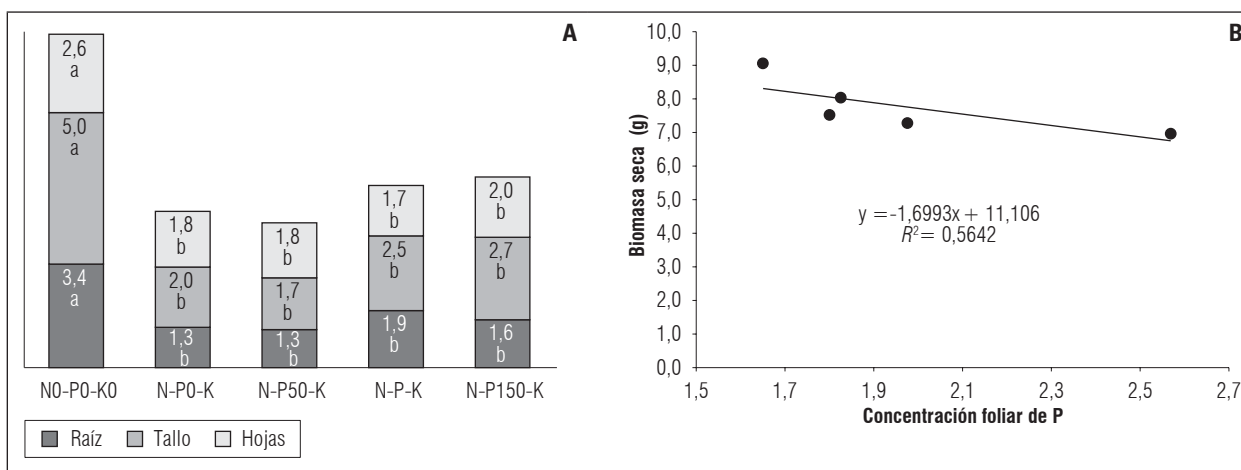 A
2,6
a
5,0
a
3,4
a
1,8
b
2,0
b
1,3
b
1,8
b
1,7
b
1,3
b
1,7
b
2,5
b
1,9
b
2,0
b
2,7
b
1,6
b
N0-P0-K0 N-P0-K N-P50-K N-P-K N-P150-K
Raíz Tallo Hojas
B
Biomasa seca (g)
10,0
9,0
8,0
7,0
6,0
5,0
4,0
3,0
2,0
1,0
0,0
y =-1,6993x + 11,106
R²= 0,5642
1,5 1,7 1,9 2,1 2,3 2,5 2,7
Concentración foliar de P